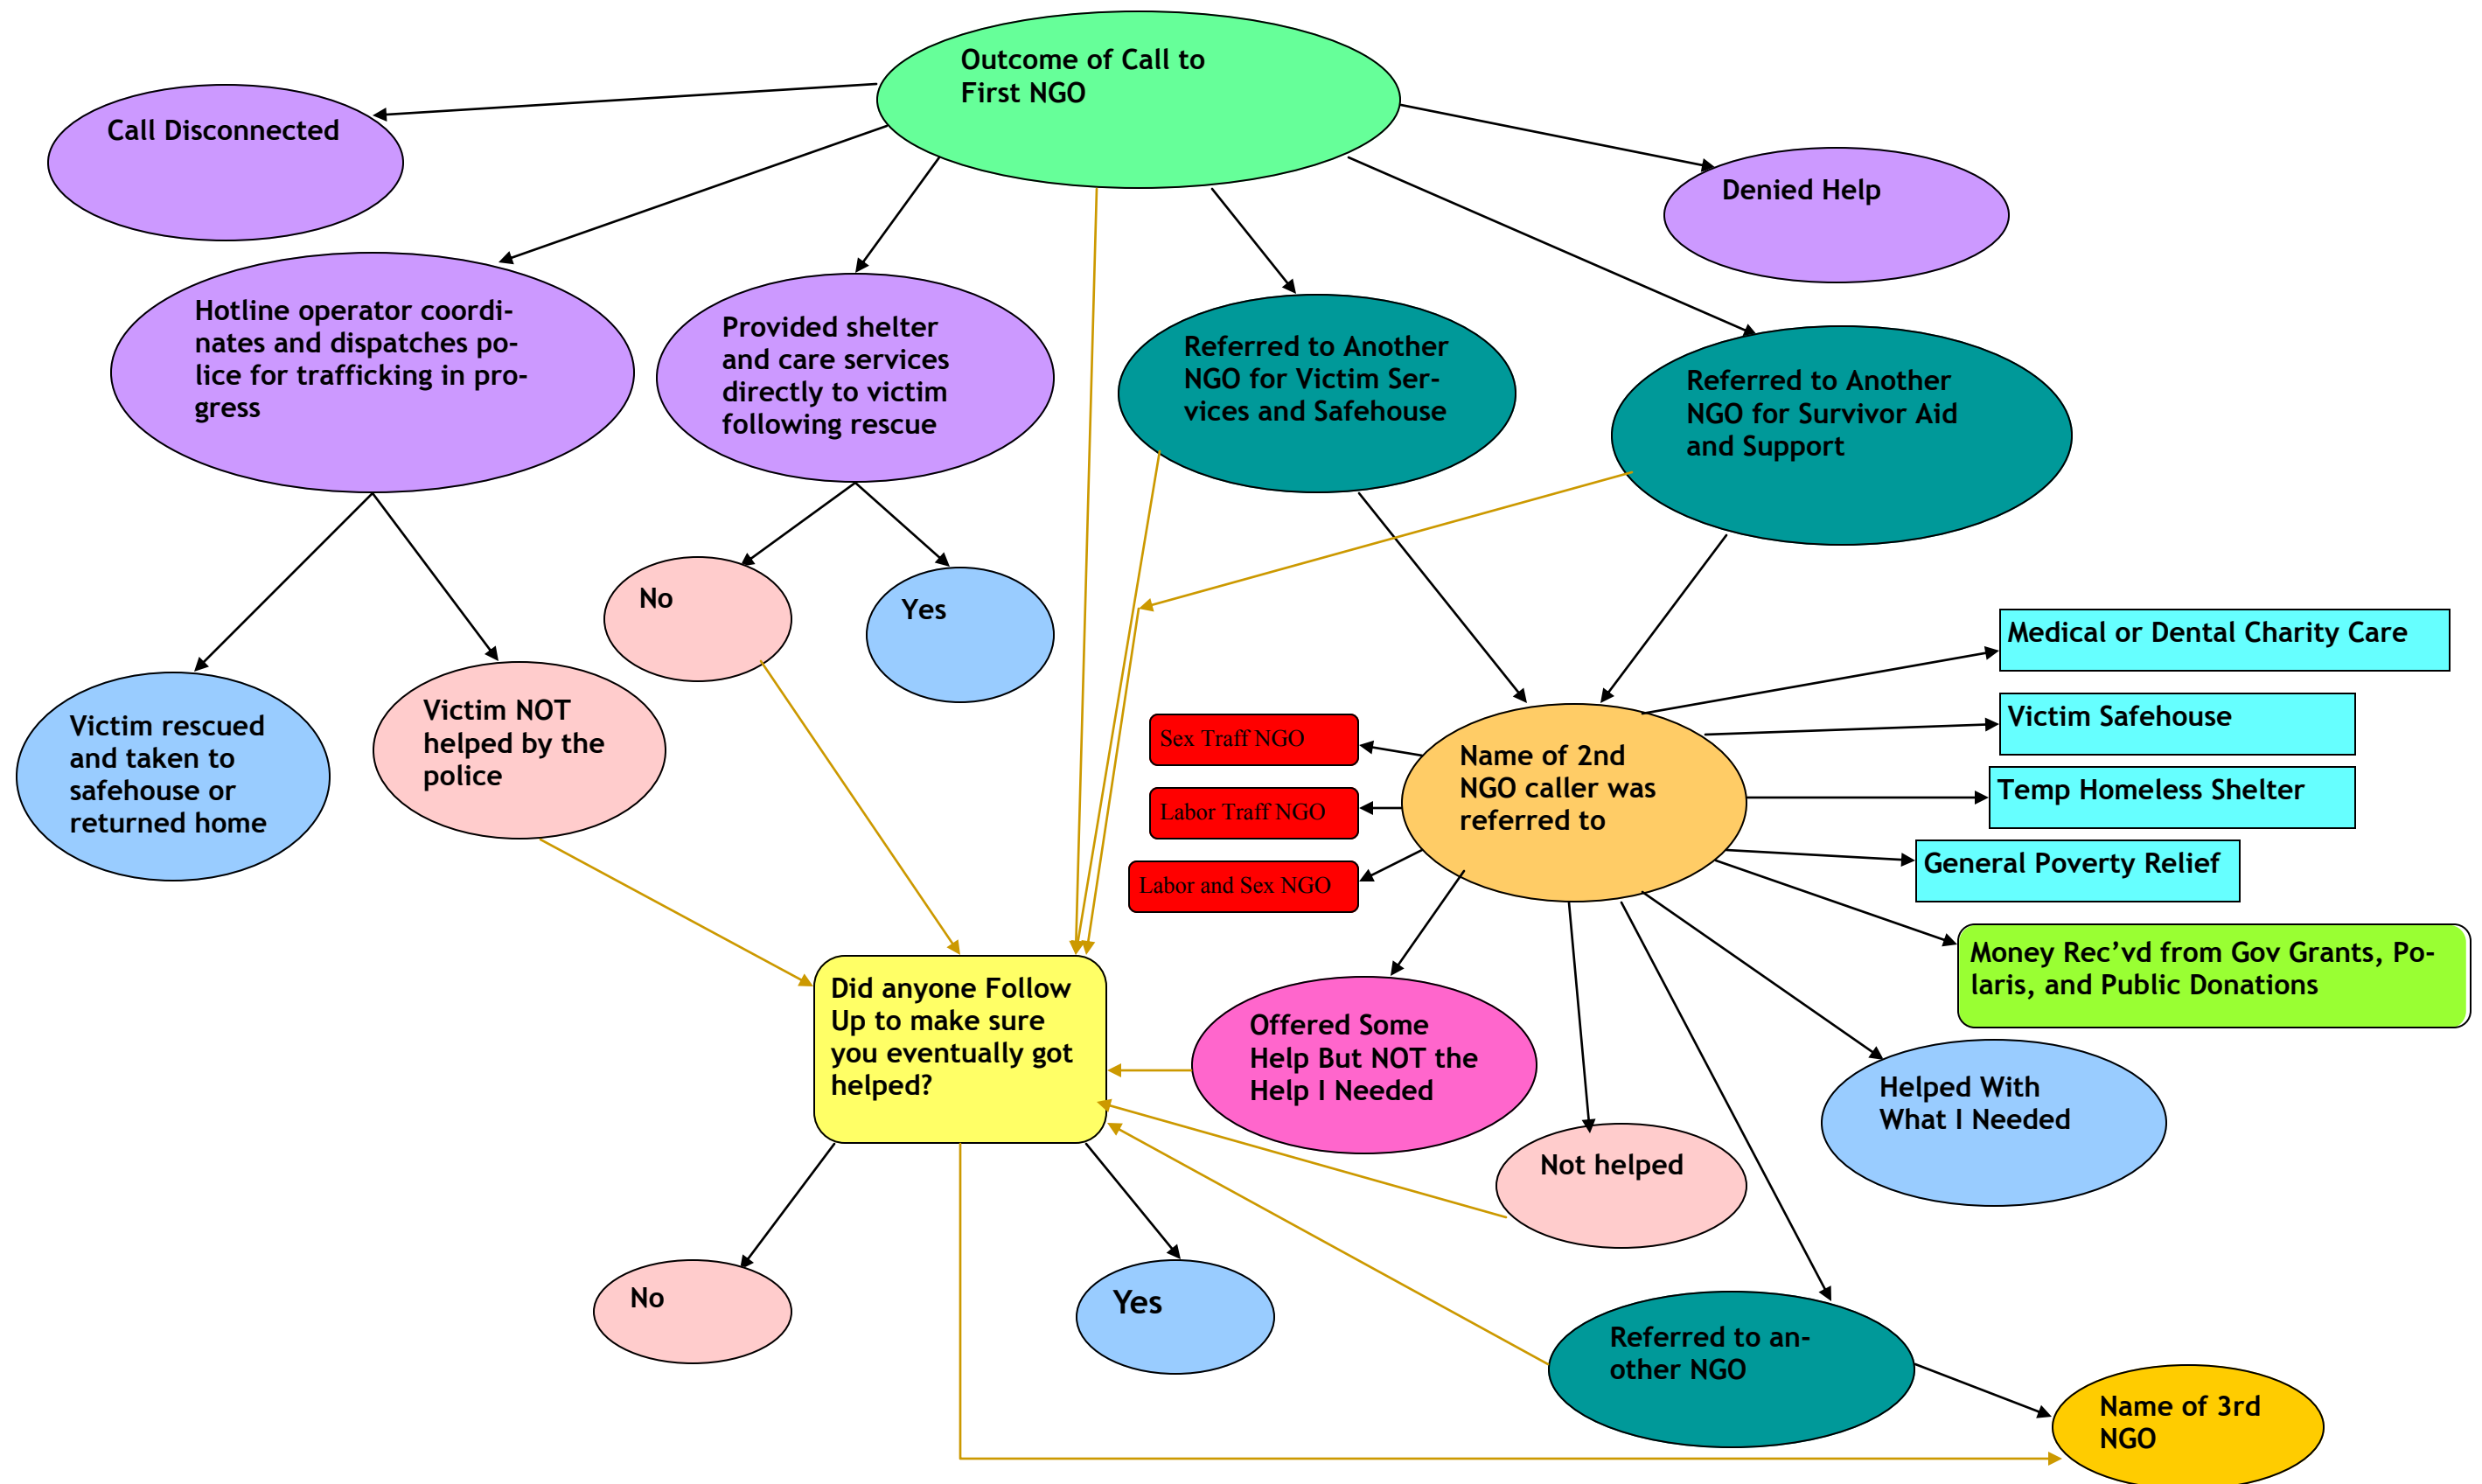 Outcome of Call to
First NGO
Call Disconnected
Denied Help
Hotline operator coordi-
nates and dispatches po-
lice for trafficking in pro-
gress
Provided shelter
and care services
directly to victim
following rescue
Referred to Another
NGO for Victim Ser-
vices and Safehouse
Referred to Another
NGO for Survivor Aid
and Support
No
Yes
Victim rescued
and taken to
safehouse or
returned home
Victim NOT
helped by the
police
Sex Traff NGO
Labor Traff NGO
Labor and Sex NGO
Name of 2nd
NGO caller was
referred to
Medical or Dental Charity Care
Victim Safehouse
Temp Homeless Shelter
General Poverty Relief
Money Rec’vd from Gov Grants, Po-
laris, and Public Donations
Did anyone Follow
Up to make sure
you eventually got
helped?
Offered Some
Help But NOT the
Help I Needed
Helped With
What I Needed
Not helped
No
Yes
Referred to an-
other NGO
Name of 3rd
NGO